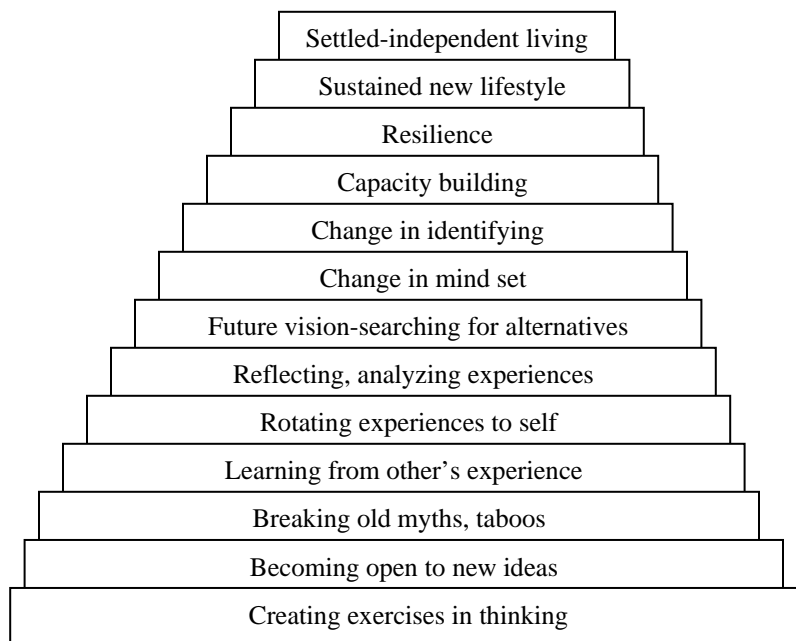 Settled-independent living
Sustained new lifestyle
Resilience
Capacity building
Change in identifying
Change in mind set
Future vision-searching for alternatives
Reflecting, analyzing experiences
Rotating experiences to self
Learning from other’s experience
Breaking old myths, taboos
Becoming open to new ideas
Creating exercises in thinking